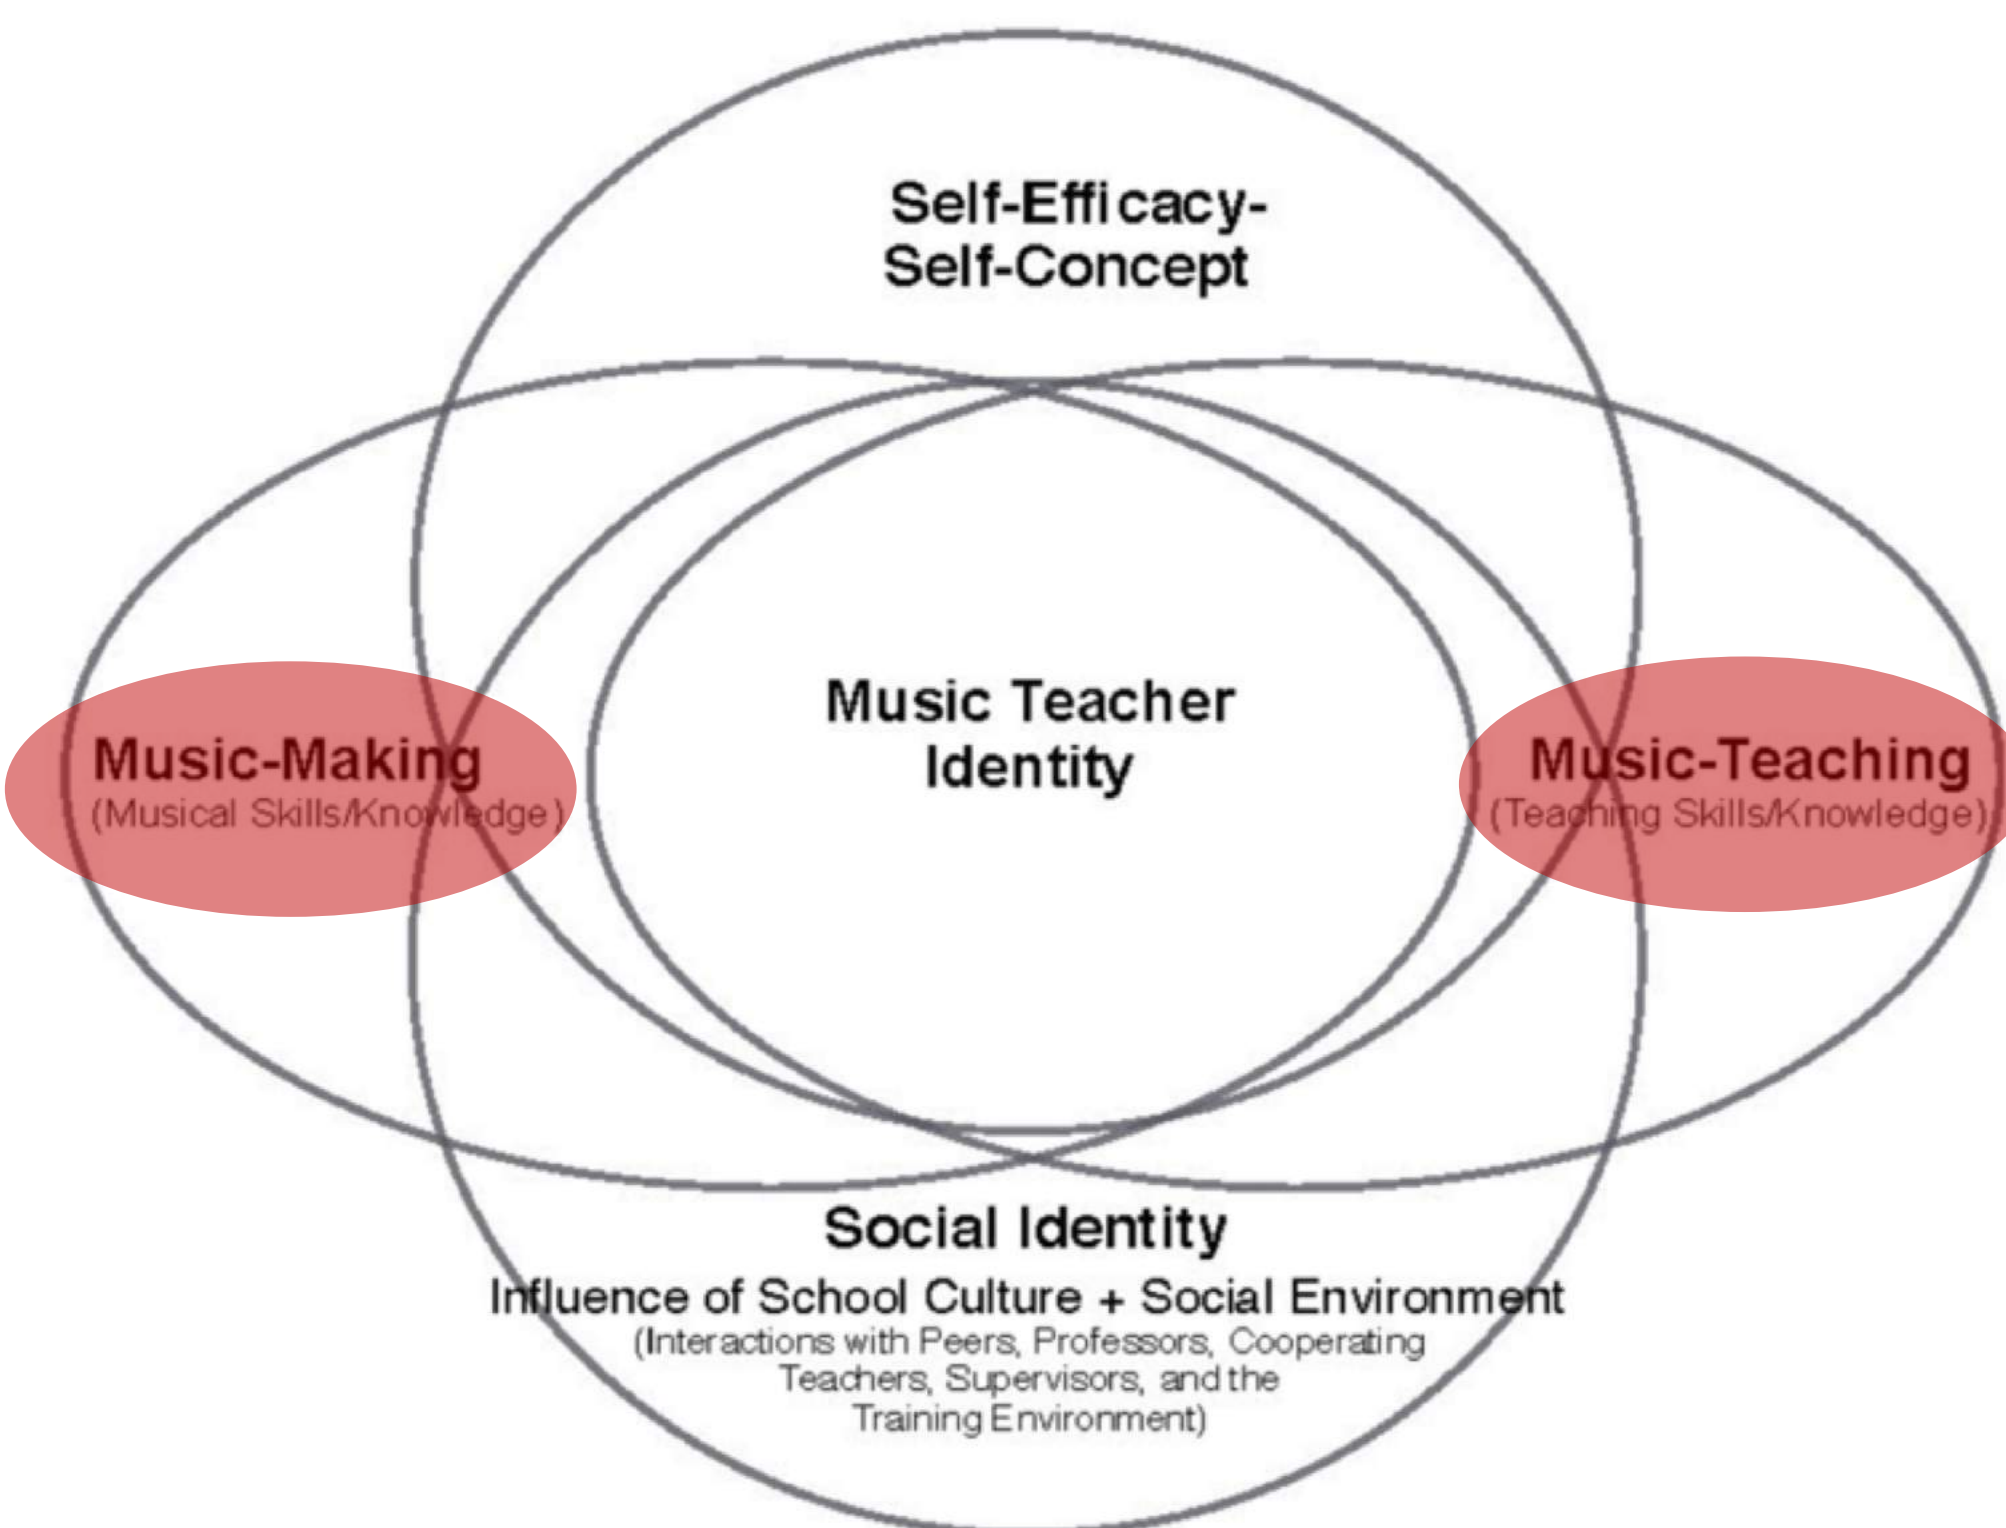 Self-Efficacy-
Self-Concept
Music Teacher
Identity
Music-Making
(Musical Skills/Knowledge)
Music-Teaching
(Teaching Skills/Knowledge)
Social Identity
Influence of School Culture + Social Environment
(Interactions with Peers, Professors, Cooperating
Teachers, Supervisors, and the
Training Environment)